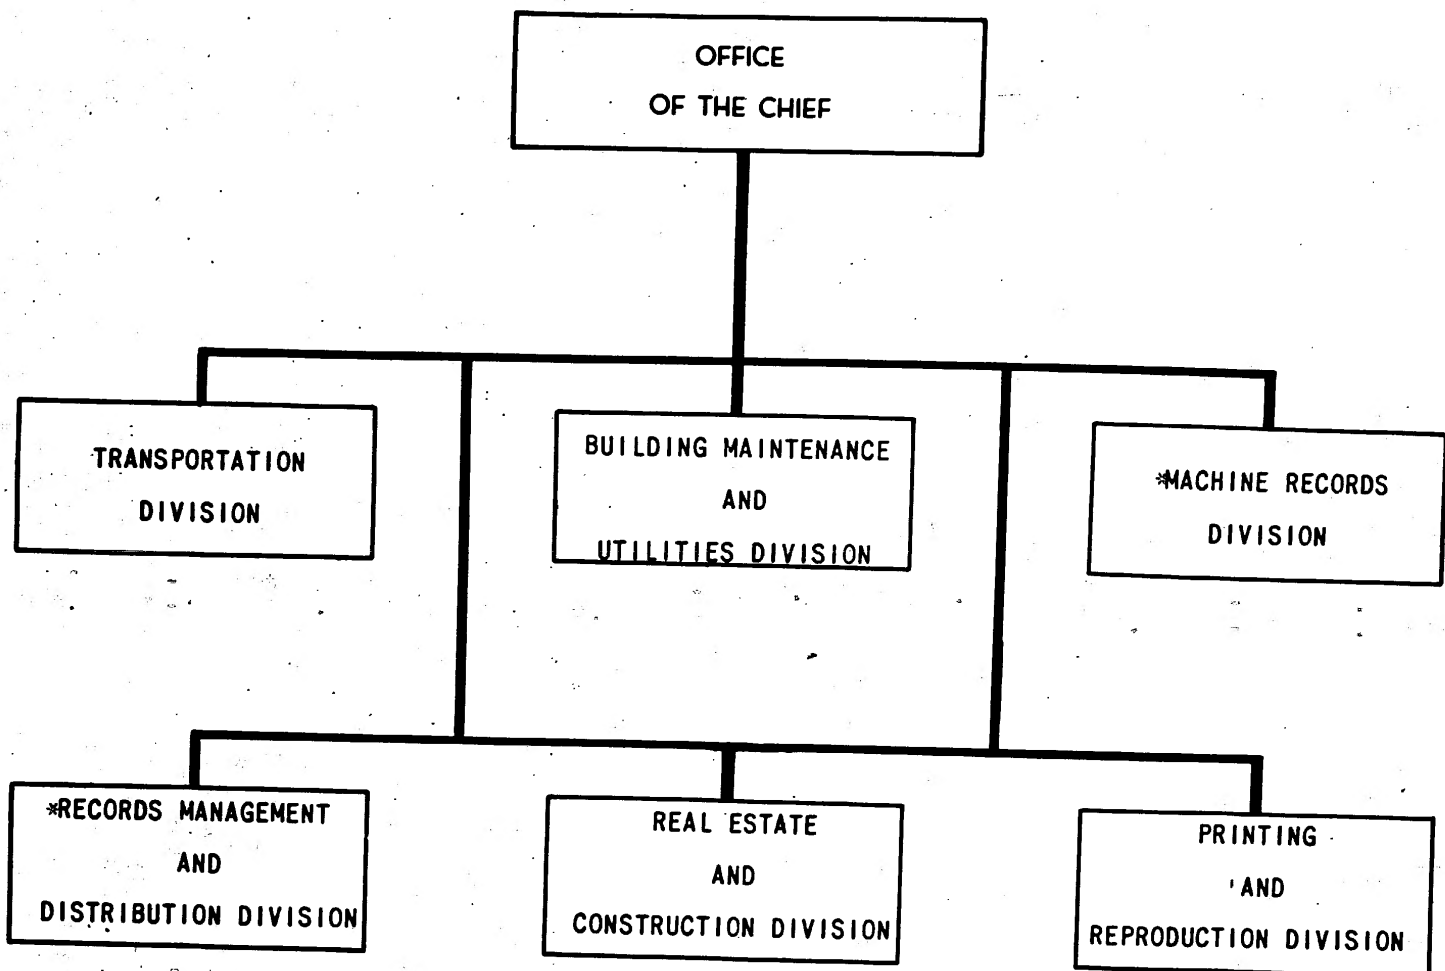 OFFICE
OF THE CHIEF
TRANSPORTATION
DIVISION
BUILDING MAINTENANCE
AND
UTILITIES DIVISION
*MACHINE RECORDS
DIVISION
*RECORDS MANAGEMENT
AND
DISTRIBUTION DIVISION
REAL ESTATE
AND
CONSTRUCTION DIVISION
PRINTING
AND
REPRODUCTION DIVISION